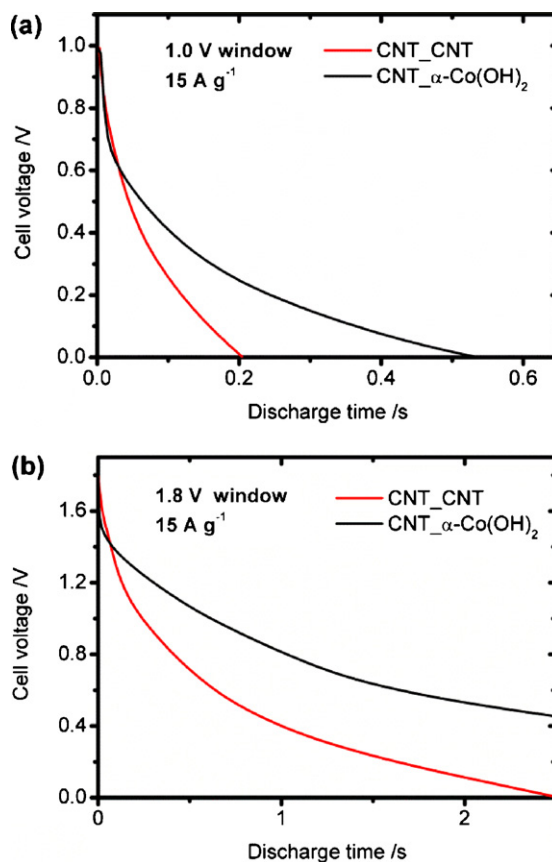 (a)
1.0 V window
15 A g⁻¹
CNT_CNT
CNT_α-Co(OH)₂
Cell voltage /V
1.0
0.8
0.6
0.4
0.2
0.0
0.0 0.2 0.4 0.6
Discharge time /s
(b)
1.8 V window
15 A g⁻¹
CNT_CNT
CNT_α-Co(OH)₂
Cell voltage /V
1.6
1.2
0.8
0.4
0.0
0 1 2
Discharge time /s